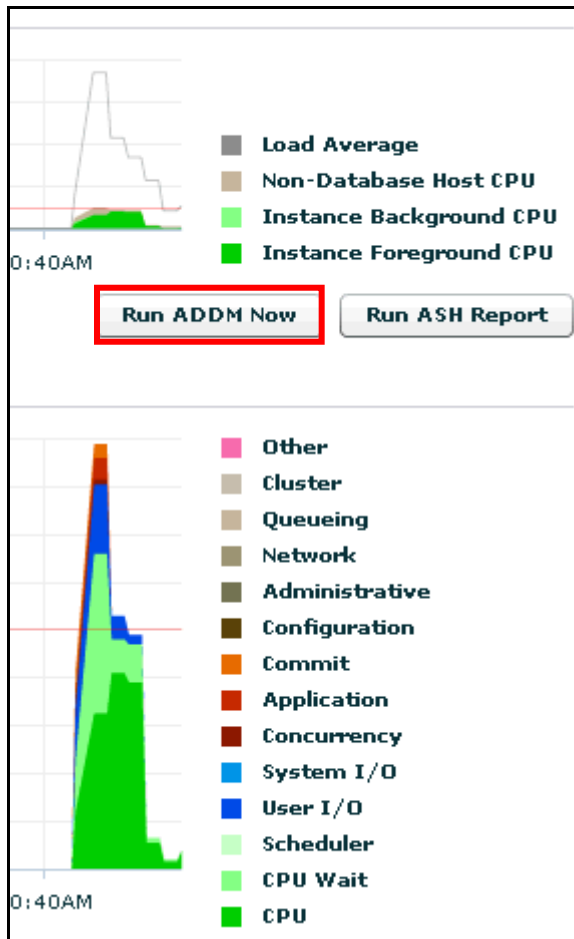 Load Average
Non-Database Host CPU
Instance Background CPU
Instance Foreground CPU
0:40AM
Run ADDM Now
Run ASH Report
Other
Cluster
Queueing
Network
Administrative
Configuration
Commit
Application
Concurrency
System I/O
User I/O
Scheduler
CPU Wait
CPU
0:40AM